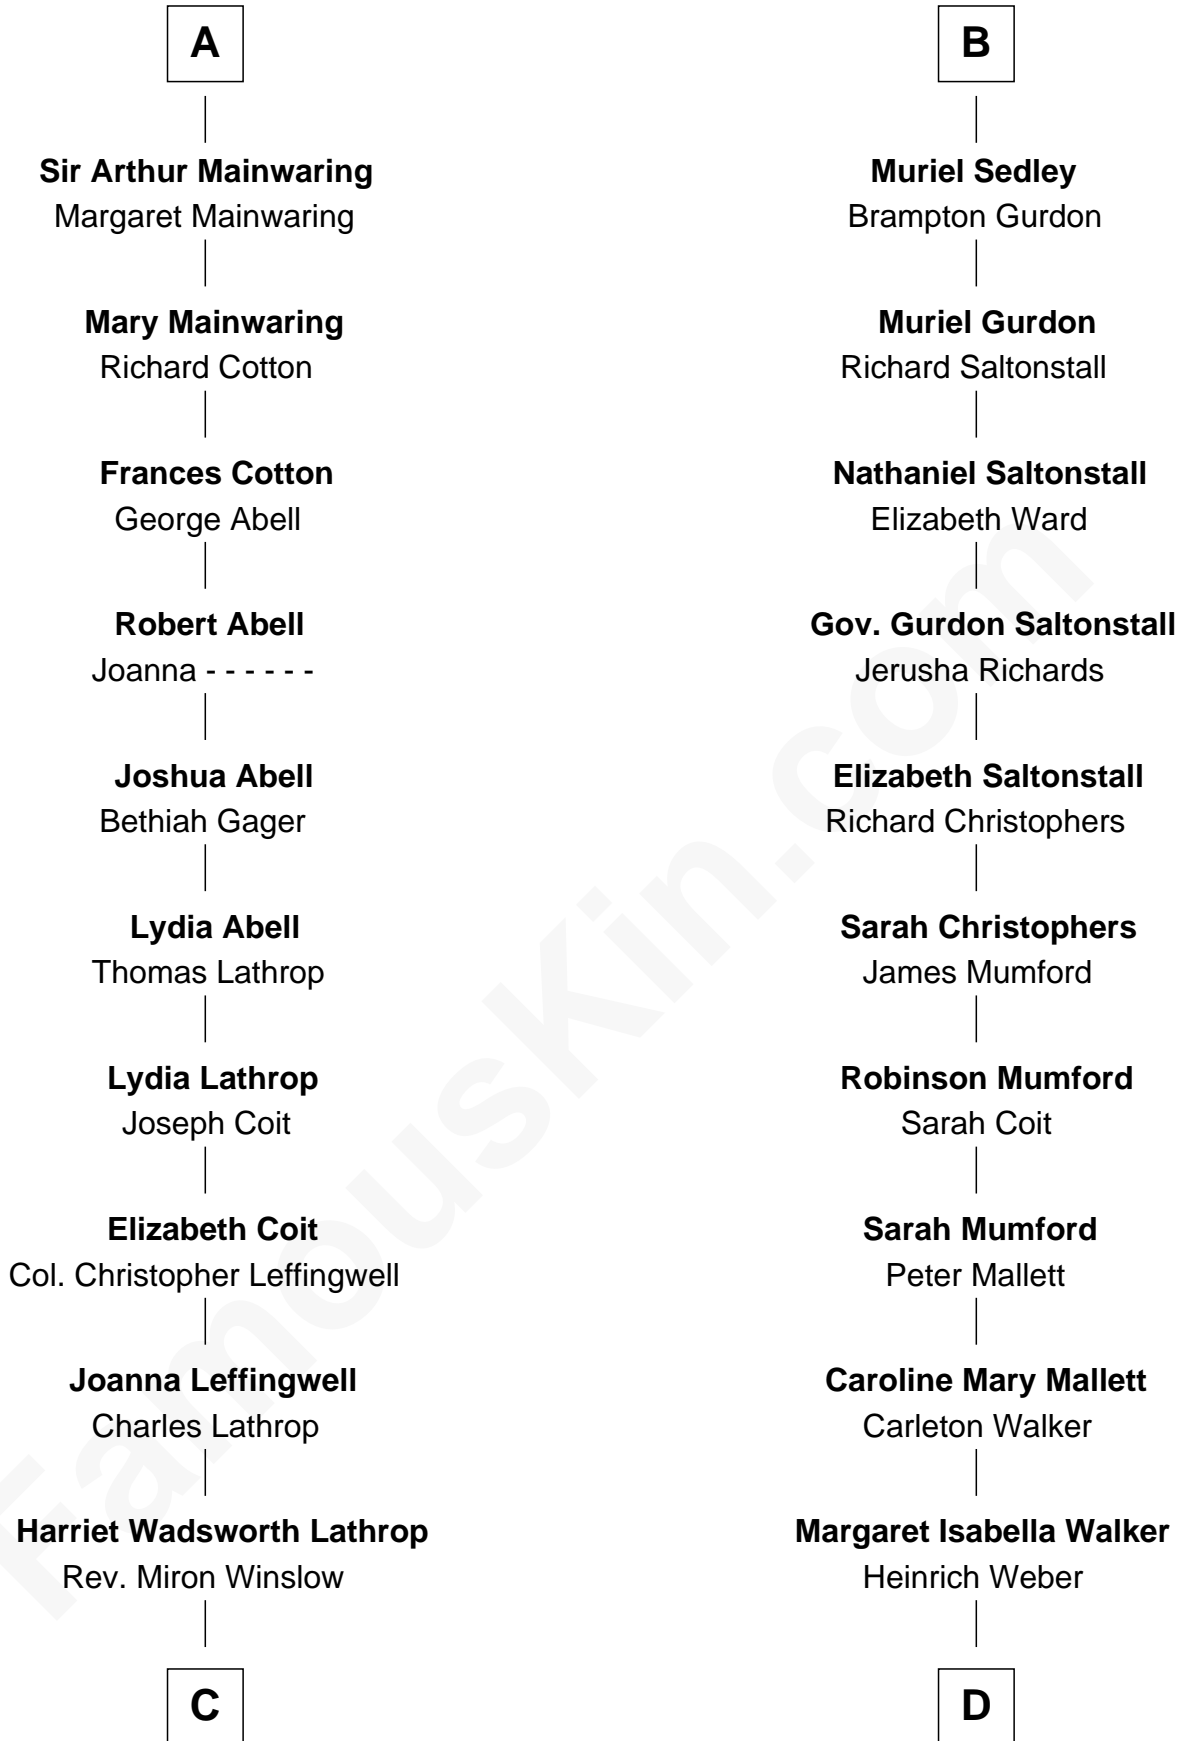 A
Sir Arthur Mainwaring
Margaret Mainwaring
Mary Mainwaring
Richard Cotton
Frances Cotton
George Abell
Robert Abell
Joanna - - - - - -
Joshua Abell
Bethiah Gager
Lydia Abell
Thomas Lathrop
Lydia Lathrop
Joseph Coit
Elizabeth Coit
Col. Christopher Leffingwell
Joanna Leffingwell
Charles Lathrop
Harriet Wadsworth Lathrop
Rev. Miron Winslow
C
B
Muriel Sedley
Brampton Gurdon
Muriel Gurdon
Richard Saltonstall
Nathaniel Saltonstall
Elizabeth Ward
Gov. Gurdon Saltonstall
Jerusha Richards
Elizabeth Saltonstall
Richard Christophers
Sarah Christophers
James Mumford
Robinson Mumford
Sarah Coit
Sarah Mumford
Peter Mallett
Caroline Mary Mallett
Carleton Walker
Margaret Isabella Walker
Heinrich Weber
D
FamousKin.com